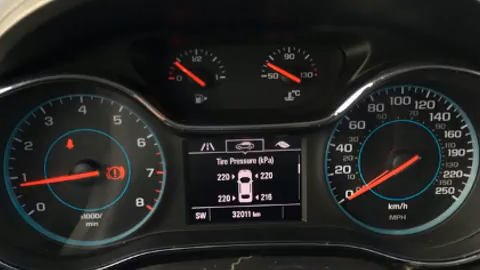 0 1/2 1
50 90 130
°C
0 1 2 3 4 5 6 7 8
x1000/
min
Tire Pressure (kPa)
220 220
220 216
SW 32011 km
0 20 40 60 80 100 120 140 160 190 220 250
km/h
MPH